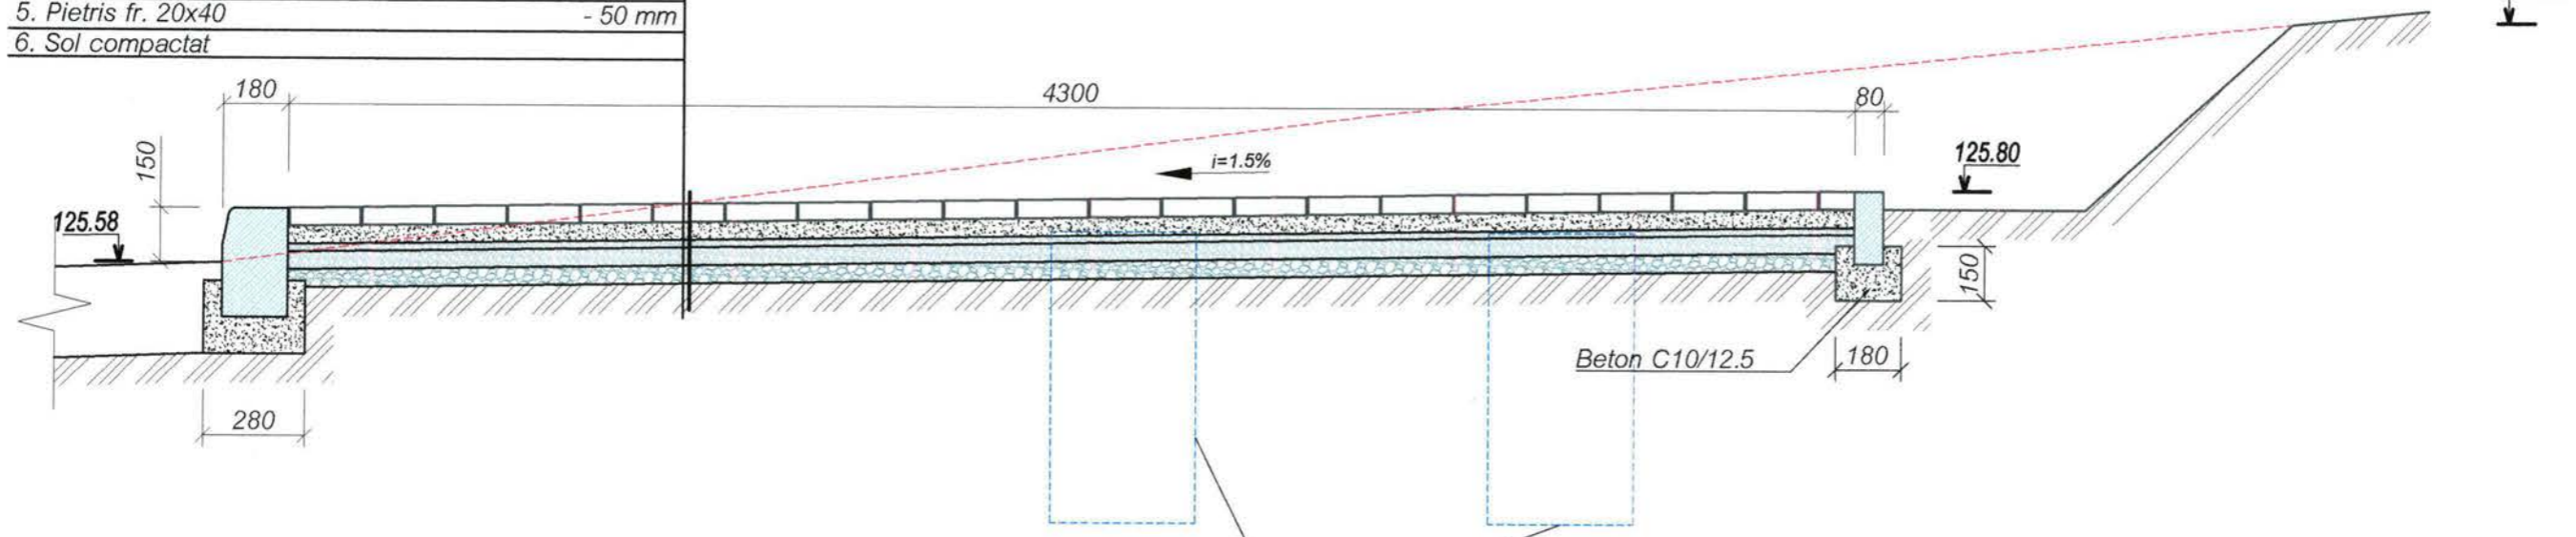 5. Pietris fr. 20x40 - 50 mm
6. Sol compactat
180
4300
80
150
i=1.5%
125.80
125.58
150
Beton C10/12.5
180
280